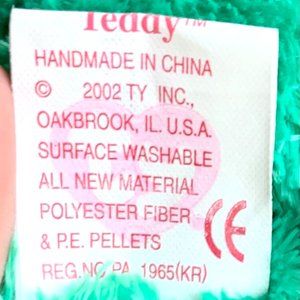 Teddy™
HANDMADE IN CHINA
© 2002 TY INC.,
OAKBROOK, IL. U.S.A.
SURFACE WASHABLE
ALL NEW MATERIAL
POLYESTER FIBER
& P.E. PELLETS CE
REG.NO PA. 1965(KR)